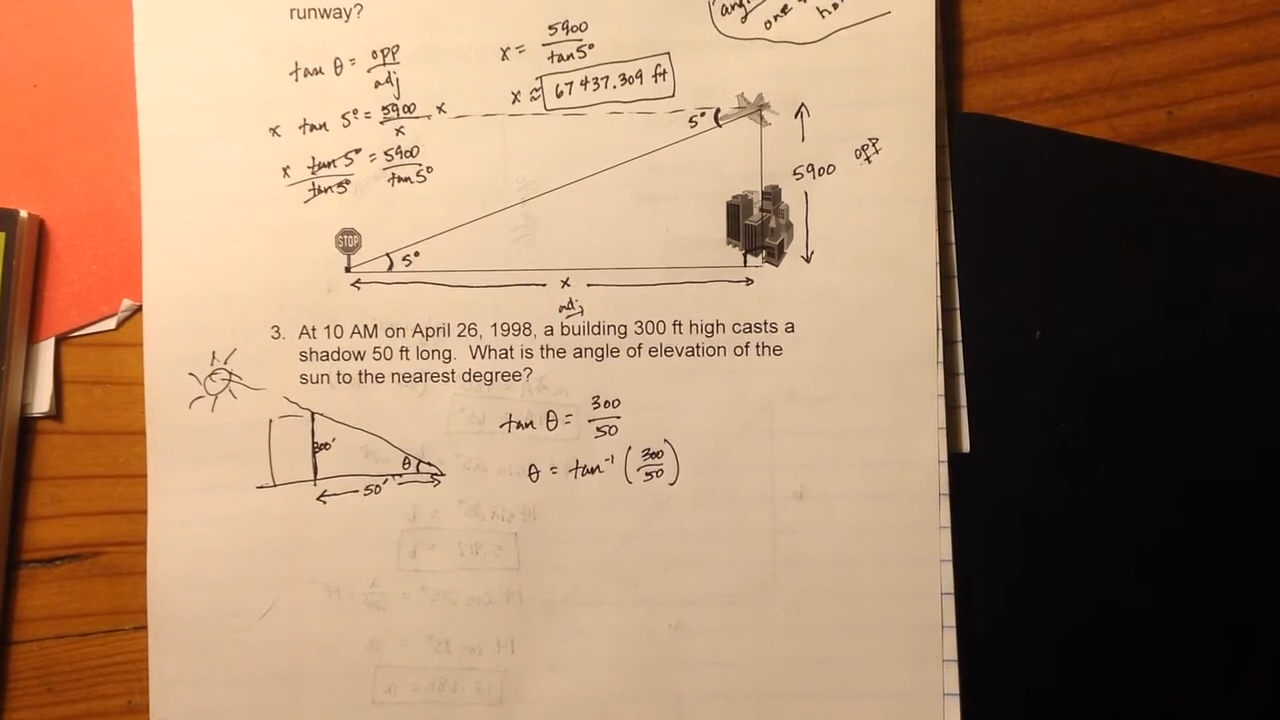 runway?
one
tan θ = opp/adj
x = 5900/tan5°
x ≈ 67 437.309 ft
x tan 5° = 5900/x x
x tan5°/tan5° = 5900/tan5°
5°
5900 opp
STOP
5°
x
adj
3. At 10 AM on April 26, 1998, a building 300 ft high casts a
shadow 50 ft long. What is the angle of elevation of the
sun to the nearest degree?
tan θ = 300/50
300'
θ
θ = tan⁻¹ (300/50)
50'